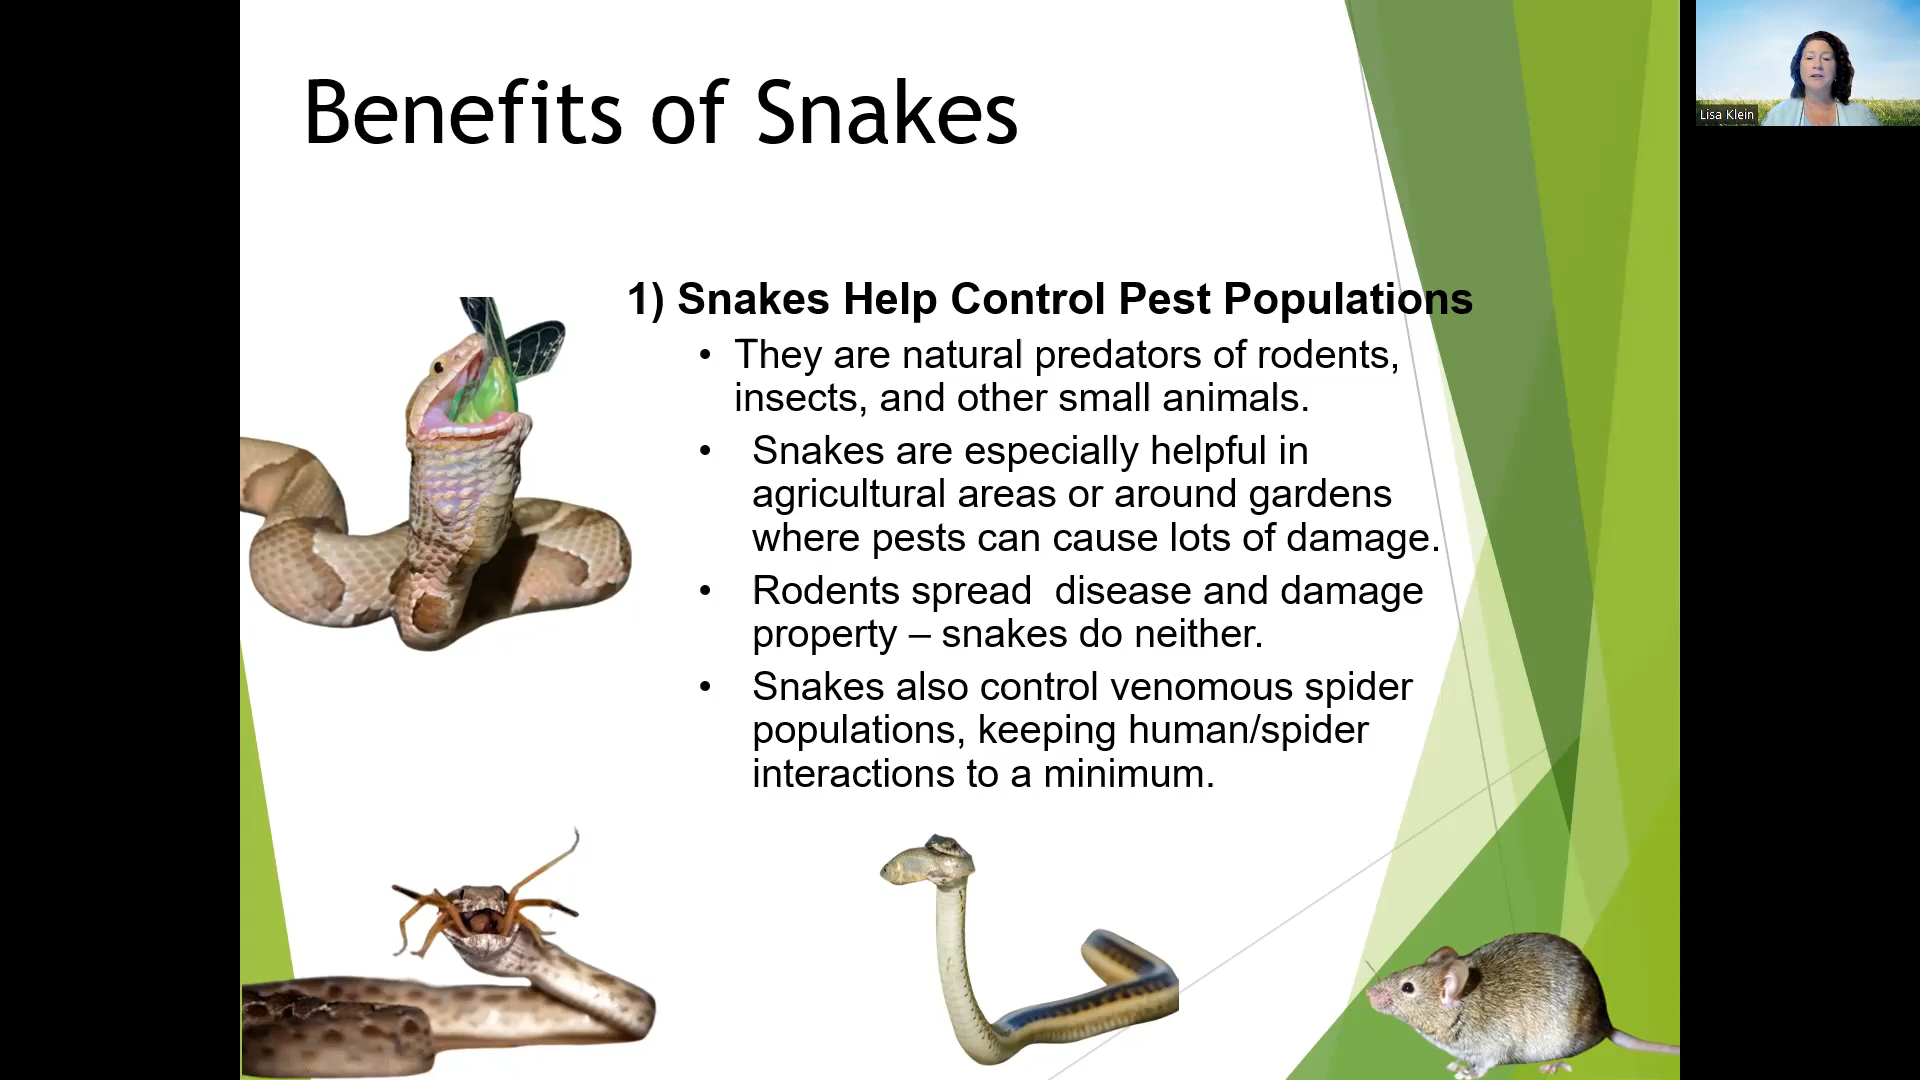 Benefits of Snakes
Lisa Klein
1) Snakes Help Control Pest Populations
• They are natural predators of rodents,
insects, and other small animals.
• Snakes are especially helpful in
agricultural areas or around gardens
where pests can cause lots of damage.
• Rodents spread  disease and damage
property – snakes do neither.
• Snakes also control venomous spider
populations, keeping human/spider
interactions to a minimum.